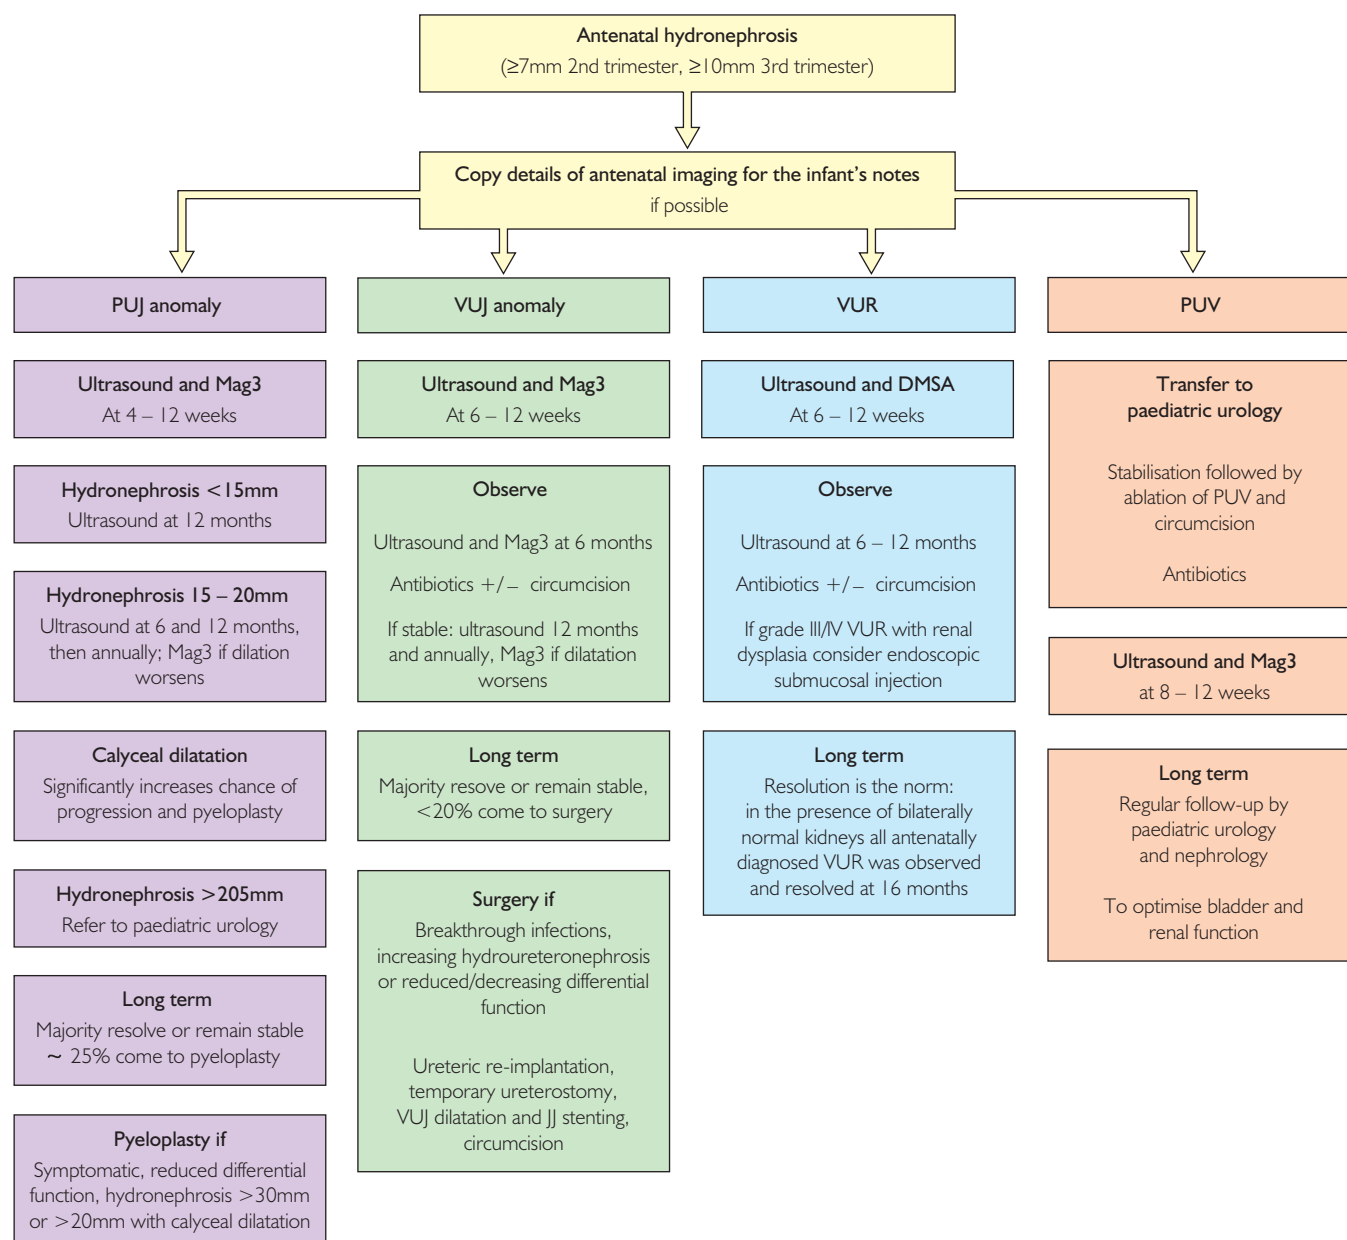 Antenatal hydronephrosis
(≥7mm 2nd trimester, ≥10mm 3rd trimester)
Copy details of antenatal imaging for the infant’s notes
if possible
PUJ anomaly
Ultrasound and Mag3
At 4 – 12 weeks
Hydronephrosis <15mm
Ultrasound at 12 months
Hydronephrosis 15 – 20mm
Ultrasound at 6 and 12 months,
then annually; Mag3 if dilation
worsens
Calyceal dilatation
Significantly increases chance of
progression and pyeloplasty
Hydronephrosis >205mm
Refer to paediatric urology
Long term
Majority resolve or remain stable
~ 25% come to pyeloplasty
Pyeloplasty if
Symptomatic, reduced differential
function, hydronephrosis >30mm
or >20mm with calyceal dilatation
VUJ anomaly
Ultrasound and Mag3
At 6 – 12 weeks
Observe
Ultrasound and Mag3 at 6 months
Antibiotics +/– circumcision
If stable: ultrasound 12 months
and annually, Mag3 if dilatation
worsens
Long term
Majority resove or remain stable,
<20% come to surgery
Surgery if
Breakthrough infections,
increasing hydroureteronephrosis
or reduced/decreasing differential
function
Ureteric re-implantation,
temporary ureterostomy,
VUJ dilatation and JJ stenting,
circumcision
VUR
Ultrasound and DMSA
At 6 – 12 weeks
Observe
Ultrasound at 6 – 12 months
Antibiotics +/– circumcision
If grade III/IV VUR with renal
dysplasia consider endoscopic
submucosal injection
Long term
Resolution is the norm:
in the presence of bilaterally
normal kidneys all antenatally
diagnosed VUR was observed
and resolved at 16 months
PUV
Transfer to
paediatric urology
Stabilisation followed by
ablation of PUV and
circumcision
Antibiotics
Ultrasound and Mag3
at 8 – 12 weeks
Long term
Regular follow-up by
paediatric urology
and nephrology
To optimise bladder and
renal function